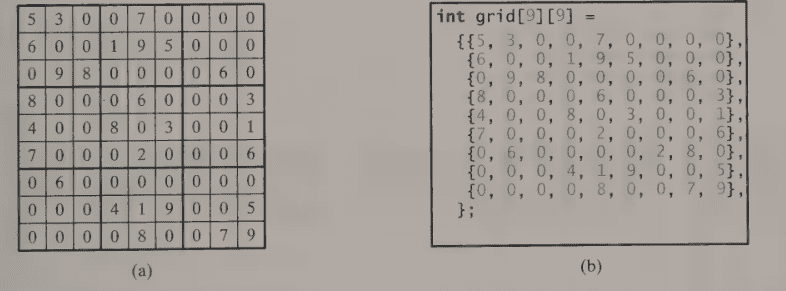 5 3 0 0 7 0 0 0 0
6 0 0 1 9 5 0 0 0
0 9 8 0 0 0 0 6 0
8 0 0 0 6 0 0 0 3
4 0 0 8 0 3 0 0 1
7 0 0 0 2 0 0 0 6
0 6 0 0 0 0 0 0 0
0 0 0 4 1 9 0 0 5
0 0 0 0 8 0 0 7 9
(a)
int grid[9][9] =
{{5, 3, 0, 0, 7, 0, 0, 0, 0},
{6, 0, 0, 1, 9, 5, 0, 0, 0},
{0, 9, 8, 0, 0, 0, 0, 6, 0},
{8, 0, 0, 0, 6, 0, 0, 0, 3},
{4, 0, 0, 8, 0, 3, 0, 0, 1},
{7, 0, 0, 0, 2, 0, 0, 0, 6},
{0, 6, 0, 0, 0, 0, 2, 8, 0},
{0, 0, 0, 4, 1, 9, 0, 0, 5},
{0, 0, 0, 0, 8, 0, 0, 7, 9},
};
(b)